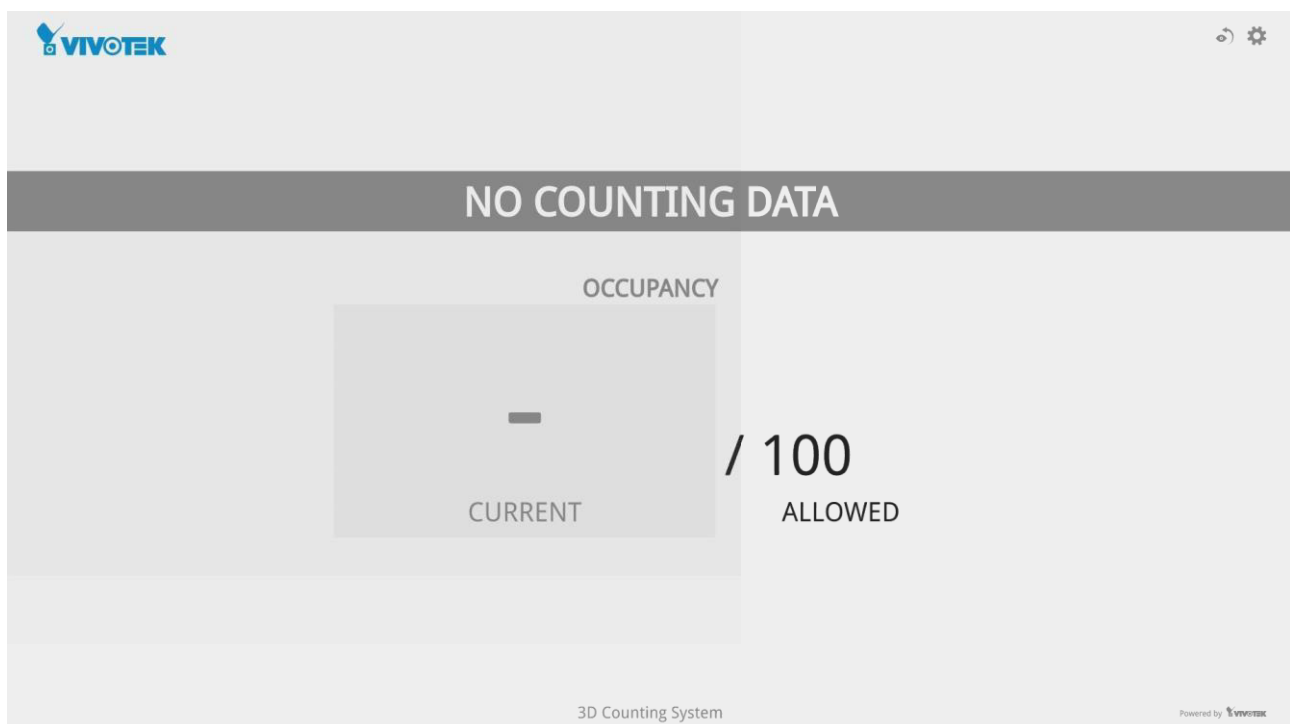 VIVOTEK
NO COUNTING DATA
OCCUPANCY
-
/ 100
CURRENT
ALLOWED
3D Counting System
Powered by VIVOTEK